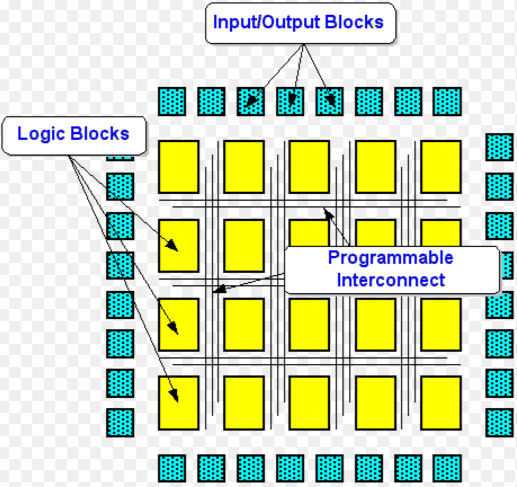 Input/Output Blocks
Logic Blocks
Programmable
Interconnect